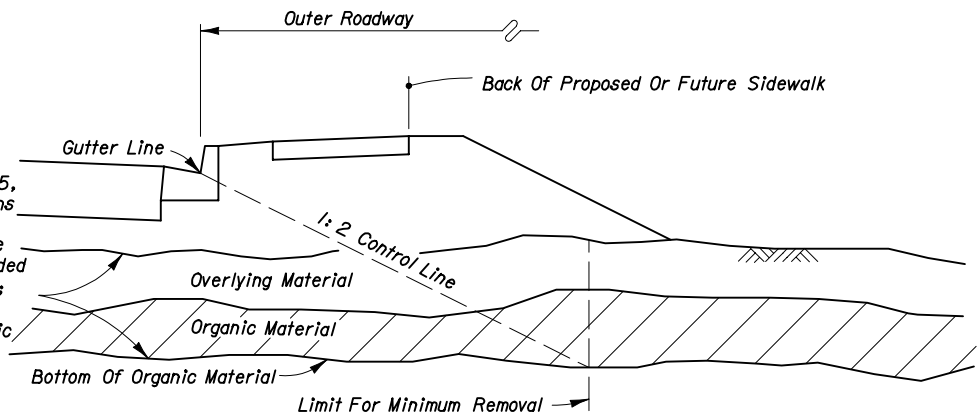 Outer Roadway
Back Of Proposed Or Future Sidewalk
Gutter Line
5,
1:2 Control Line
Overlying Material
Organic Material
Bottom Of Organic Material
Limit For Minimum Removal